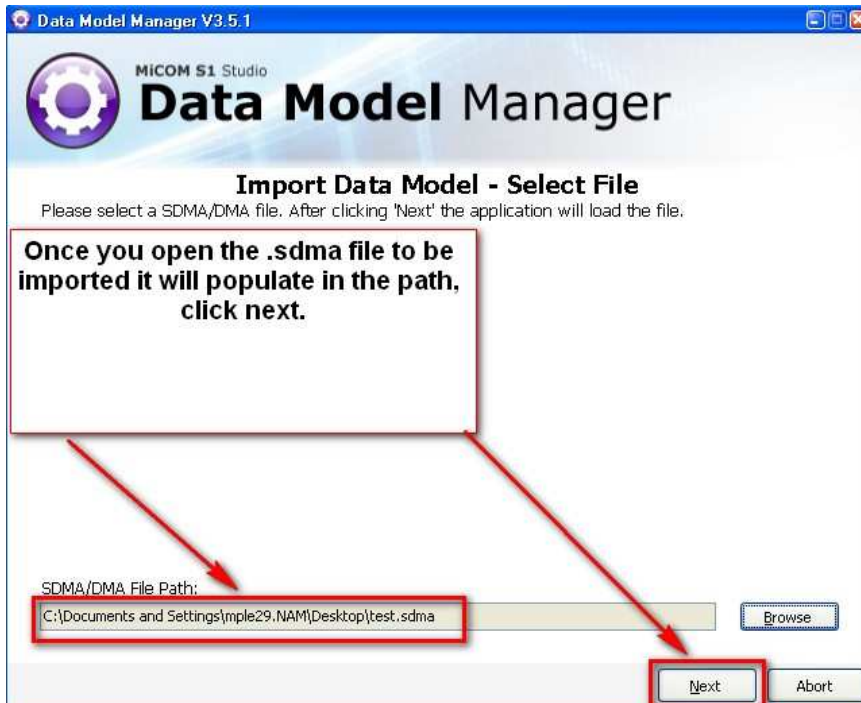 Data Model Manager V3.5.1
MiCOM S1 Studio
Data Model Manager
Import Data Model - Select File
Please select a SDMA/DMA file. After clicking 'Next' the application will load the file.
Once you open the .sdma file to be
imported it will populate in the path,
click next.
SDMA/DMA File Path:
C:\Documents and Settings\mple29.NAM\Desktop\test.sdma
Browse
Next
Abort